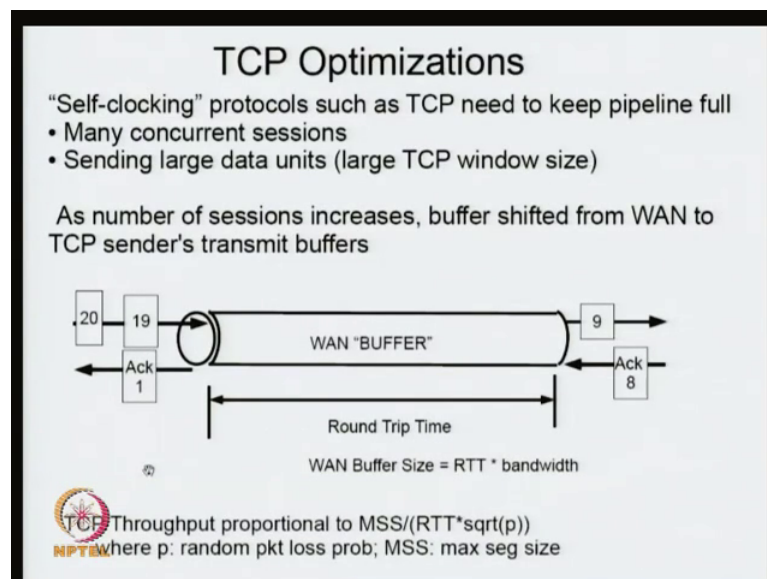 TCP Optimizations
“Self-clocking” protocols such as TCP need to keep pipeline full
• Many concurrent sessions
• Sending large data units (large TCP window size)
As number of sessions increases, buffer shifted from WAN to
TCP sender's transmit buffers
20
19
WAN “BUFFER”
9
Ack
1
Ack
8
Round Trip Time
WAN Buffer Size = RTT * bandwidth
TCP Throughput proportional to MSS/(RTT*sqrt(p))
where p: random pkt loss prob; MSS: max seg size
NPTEL